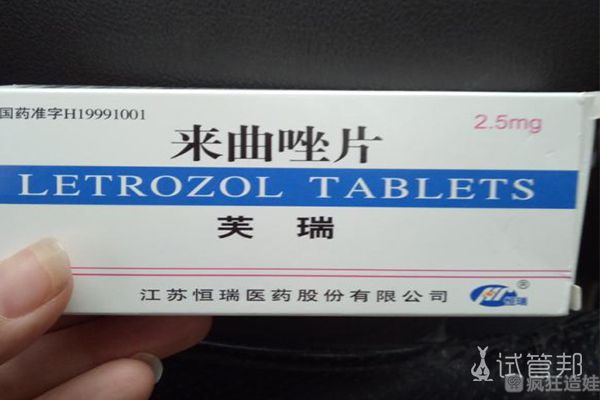 国药准字H19991001
2.5mg
来曲唑片
LETROZOL TABLETS
芙瑞
江苏恒瑞医药股份有限公司
恒瑞
®
试管邦
疯狂造娃